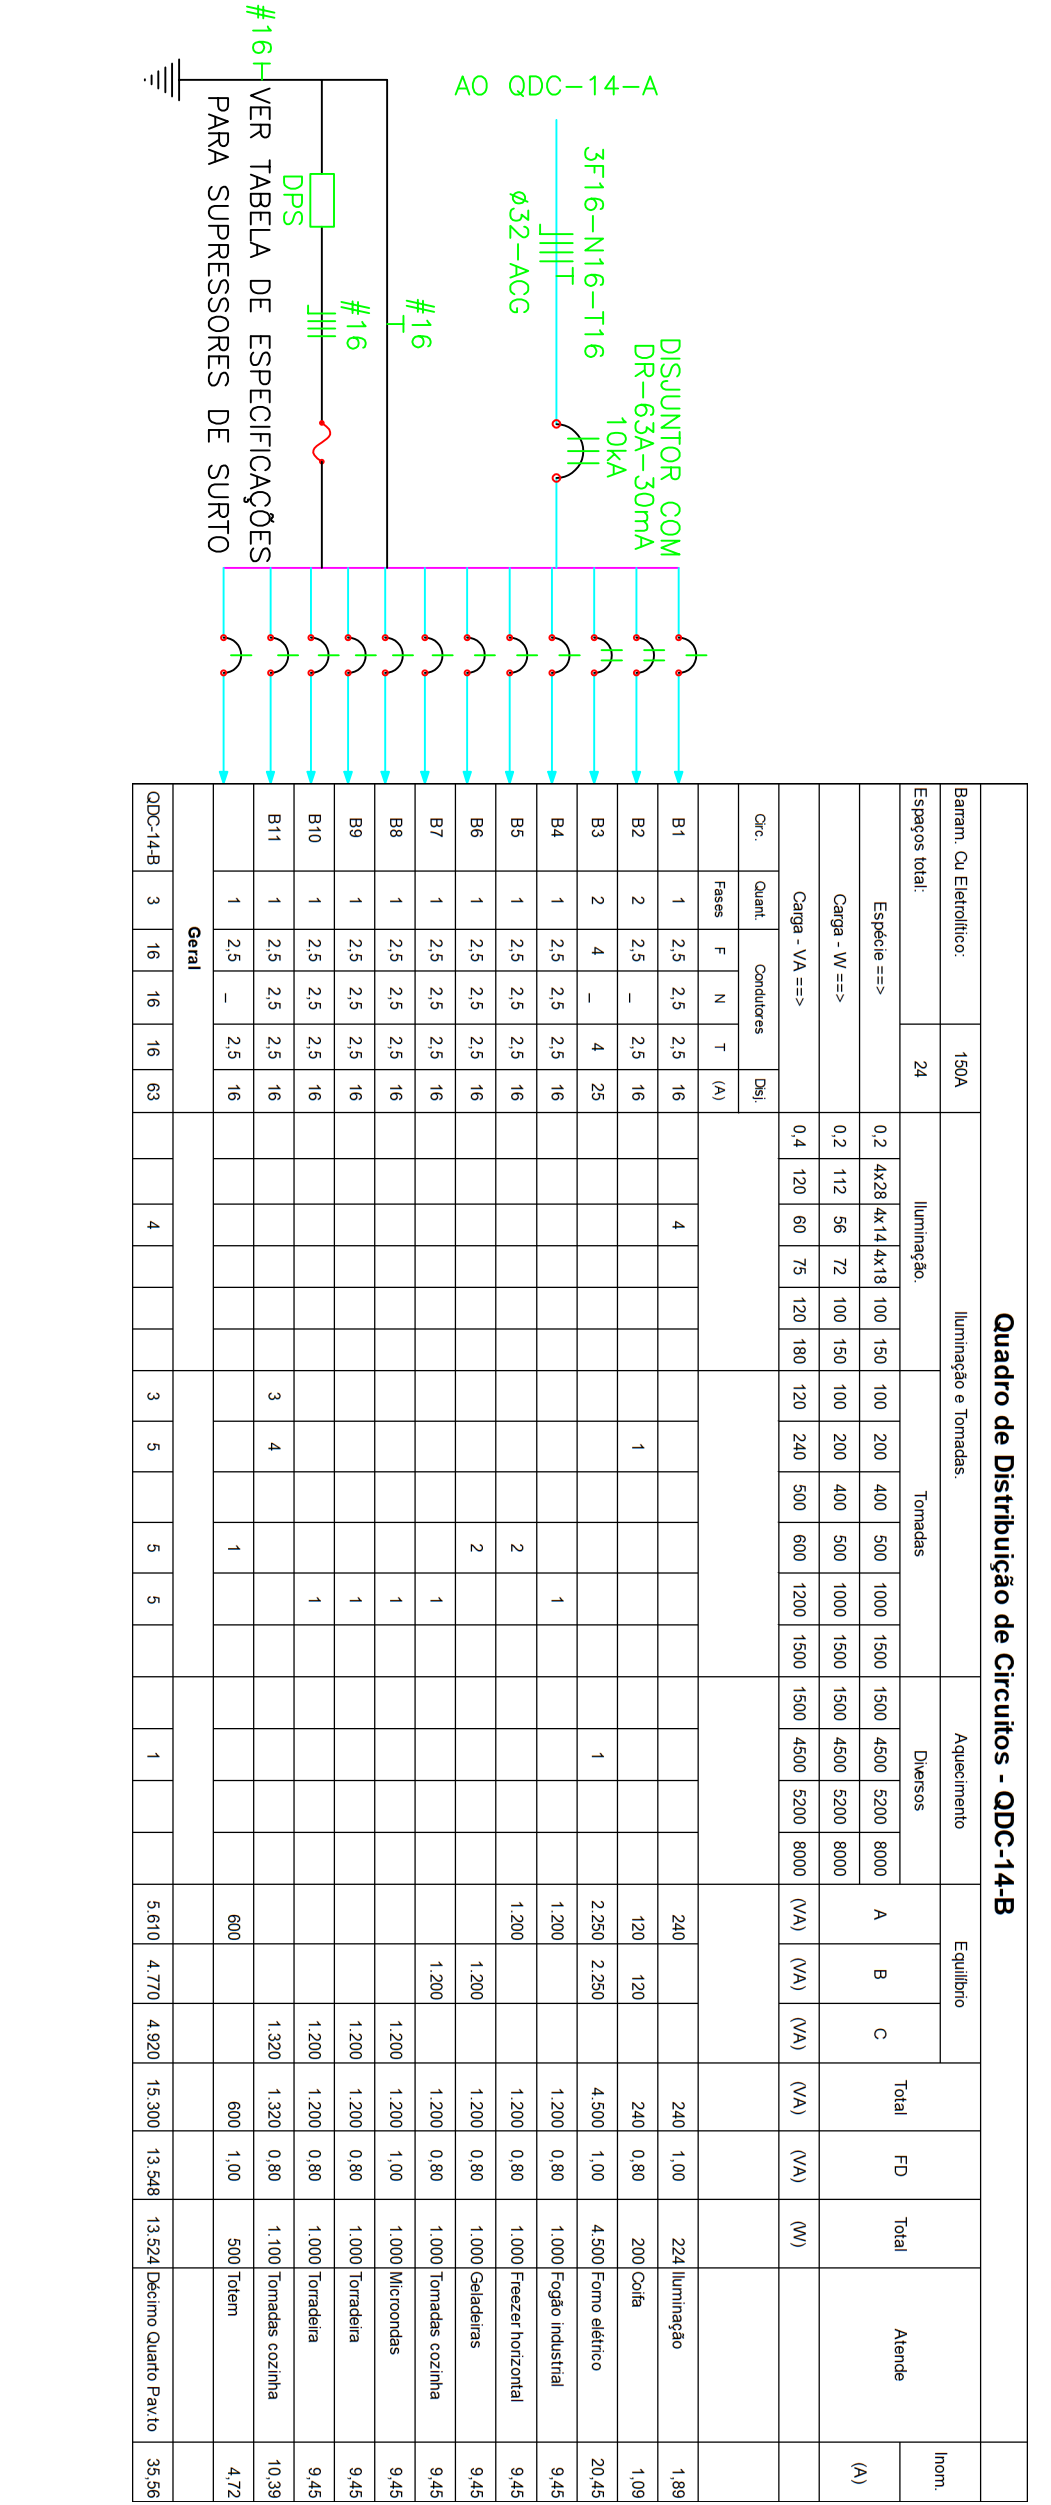 #16
VER TABELA DE ESPECIFICAÇÕES
PARA SUPRESSORES DE SURTO
DPS
#16
#16
AO QDC-14-A
3F16-N16-T16
ø32-ACG
DISJUNTOR COM
DR-63A-30mA
10kA
Quadro de Distribuição de Circuitos - QDC-14-B
Barram. Cu Eletrolítico: 150A Iluminação e Tomadas. Aquecimento Equilíbrio Total FD Total Atende Inom.
Espaços total: 24 Iluminação. Tomadas Diversos
Espécie ==> 0,2 4x28 4x14 4x18 100 150 100 200 400 500 1000 1500 1500 4500 5200 8000 A B C
Carga - W ==> 0,2 112 56 72 100 150 100 200 400 500 1000 1500 1500 4500 5200 8000 (A)
Carga - VA ==> 0,4 120 60 75 120 180 120 240 500 600 1200 1500 1500 4500 5200 8000 (VA) (VA) (VA) (VA) (VA) (W)
Circ. Quant. Condutores Disj.
Fases F N T (A)
B1 1 2,5 2,5 2,5 16 4 240 240 1,00 224 Iluminação 1,89
B2 2 2,5 – 2,5 16 1 120 120 240 0,80 200 Coifa 1,09
B3 2 4 – 4 25 1 2.250 2.250 4.500 1,00 4.500 Forno elétrico 20,45
B4 1 2,5 2,5 2,5 16 1 1.200 1.200 0,80 1.000 Fogão industrial 9,45
B5 1 2,5 2,5 2,5 16 2 1.200 1.200 0,80 1.000 Freezer horizontal 9,45
B6 1 2,5 2,5 2,5 16 2 1.200 1.200 0,80 1.000 Geladeiras 9,45
B7 1 2,5 2,5 2,5 16 1 1.200 1.200 0,80 1.000 Tomadas cozinha 9,45
B8 1 2,5 2,5 2,5 16 1 1.200 1.200 1,00 1.000 Microondas 9,45
B9 1 2,5 2,5 2,5 16 1 1.200 1.200 0,80 1.000 Torradeira 9,45
B10 1 2,5 2,5 2,5 16 1 1.200 1.200 0,80 1.000 Torradeira 9,45
B11 1 2,5 2,5 2,5 16 3 4 1.320 1.320 0,80 1.100 Tomadas cozinha 10,39
1 2,5 – 2,5 16 1 600 600 1,00 500 Totem 4,72
Geral
QDC-14-B 3 16 16 16 63 4 3 5 5 5 1 5.610 4.770 4.920 15.300 13.548 13.524 Décimo Quarto Pav.to 35,56